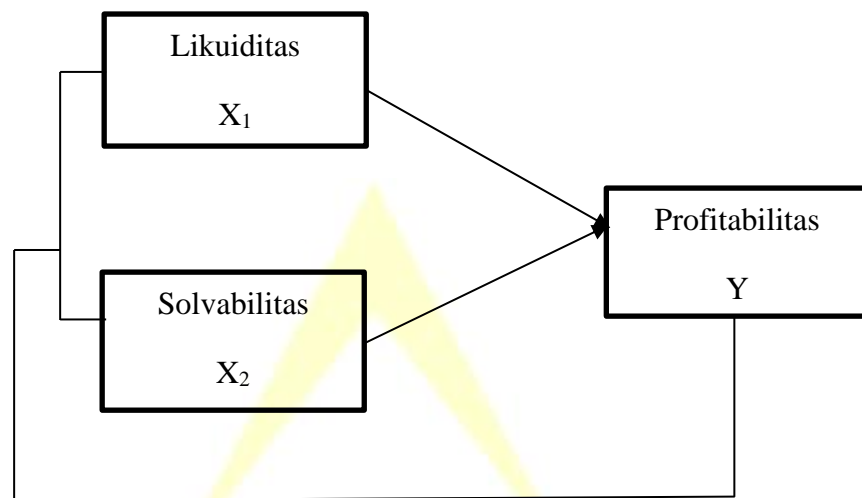 Likuiditas
X₁
Solvabilitas
X₂
Profitabilitas
Y